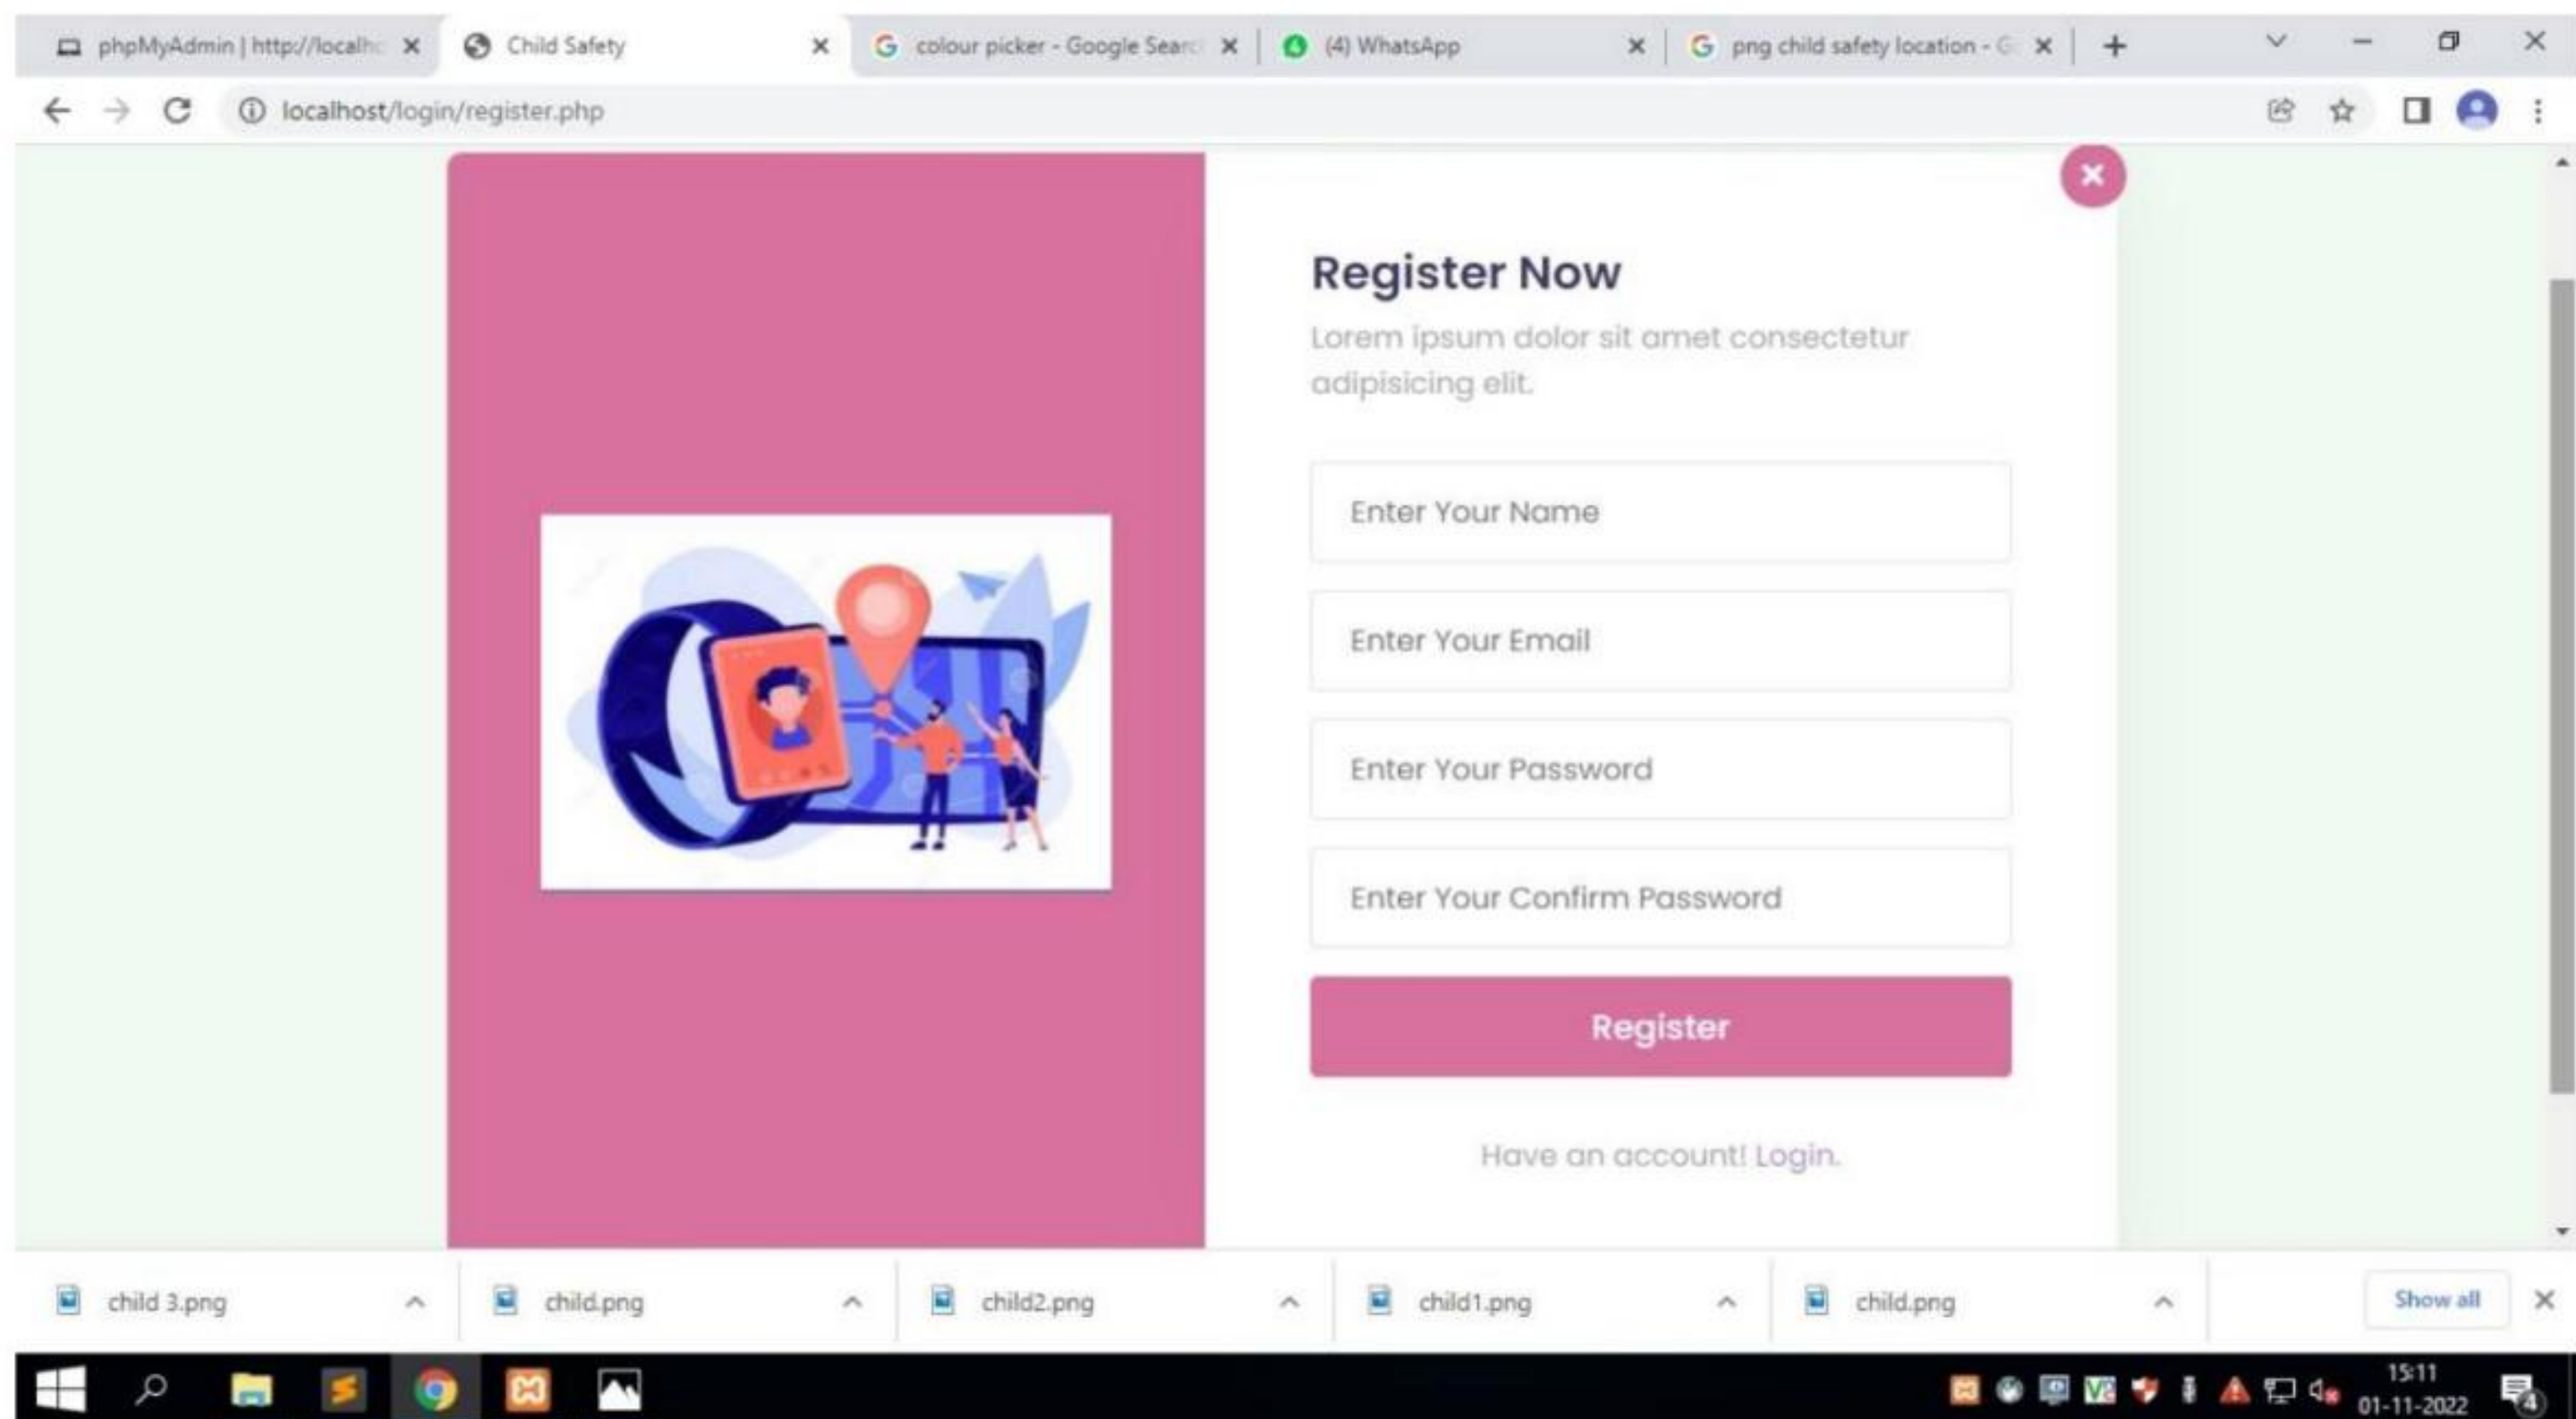 phpMyAdmin | http://localh
Child Safety
colour picker - Google Searc
(4) WhatsApp
png child safety location - G
localhost/login/register.php
Register Now
Lorem ipsum dolor sit amet consectetur
adipisicing elit.
Enter Your Name
Enter Your Email
Enter Your Password
Enter Your Confirm Password
Register
Have an account! Login.
child 3.png
child.png
child2.png
child1.png
child.png
Show all
15:11
01-11-2022
4